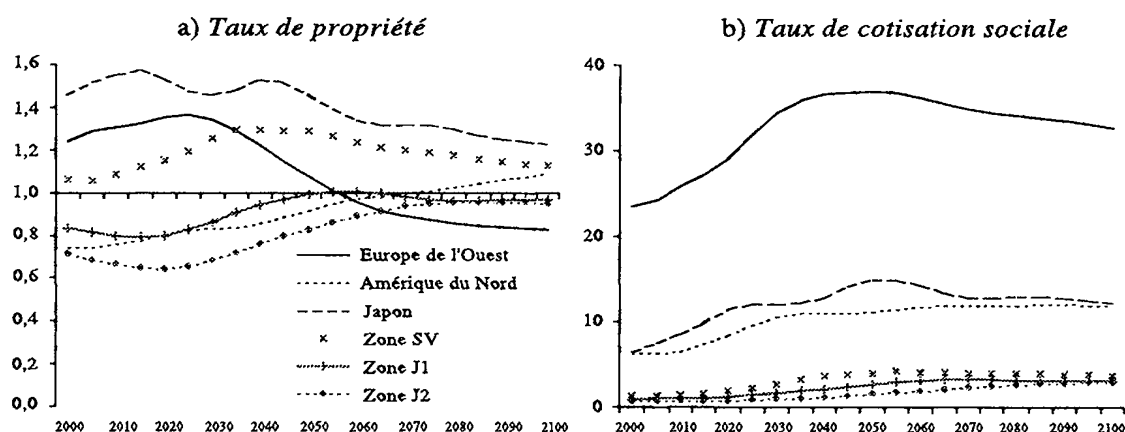 a) Taux de propriété
1,6
1,4
1,2
1,0
0,8
0,6
0,4
0,2
0,0
Europe de l'Ouest
Amérique du Nord
Japon
Zone SV
Zone J1
Zone J2
2000 2010 2020 2030 2040 2050 2060 2070 2080 2090 2100
b) Taux de cotisation sociale
40
30
20
10
0
2000 2010 2020 2030 2040 2050 2060 2070 2080 2090 2100